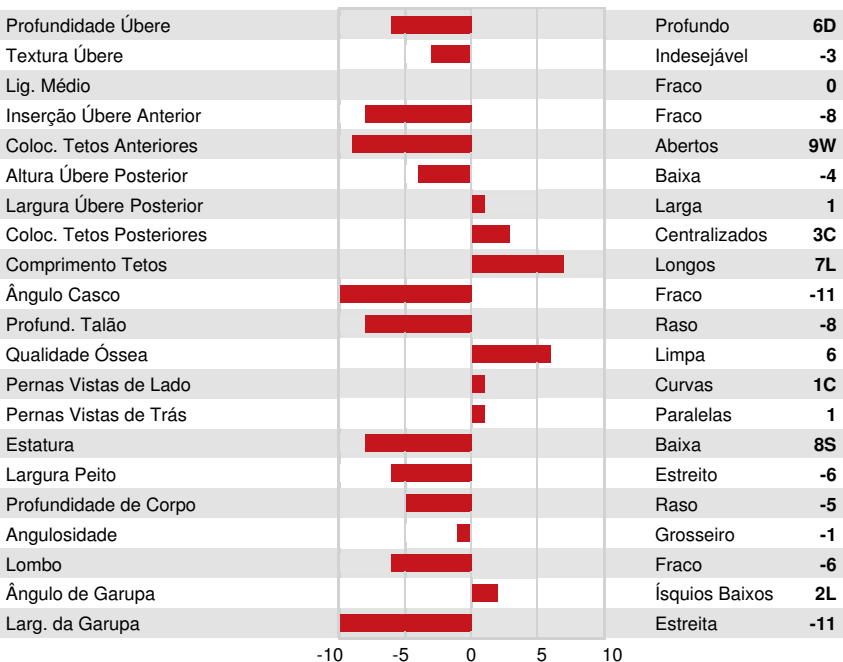 Profundidade Úbere Profundo 6D
Textura Úbere Indesejável -3
Lig. Médio Fraco 0
Inserção Úbere Anterior Fraco -8
Coloc. Tetos Anteriores Abertos 9W
Altura Úbere Posterior Baixa -4
Largura Úbere Posterior Larga 1
Coloc. Tetos Posteriores Centralizados 3C
Comprimento Tetos Longos 7L
Ângulo Casco Fraco -11
Profund. Talão Raso -8
Qualidade Óssea Limpa 6
Pernas Vistas de Lado Curvas 1C
Pernas Vistas de Trás Paralelas 1
Estatura Baixa 8S
Largura Peito Estreito -6
Profundidade de Corpo Raso -5
Angulosidade Grosseiro -1
Lombo Fraco -6
Ângulo de Garupa Ísquios Baixos 2L
Larg. da Garupa Estreita -11
-10 -5 0 5 10